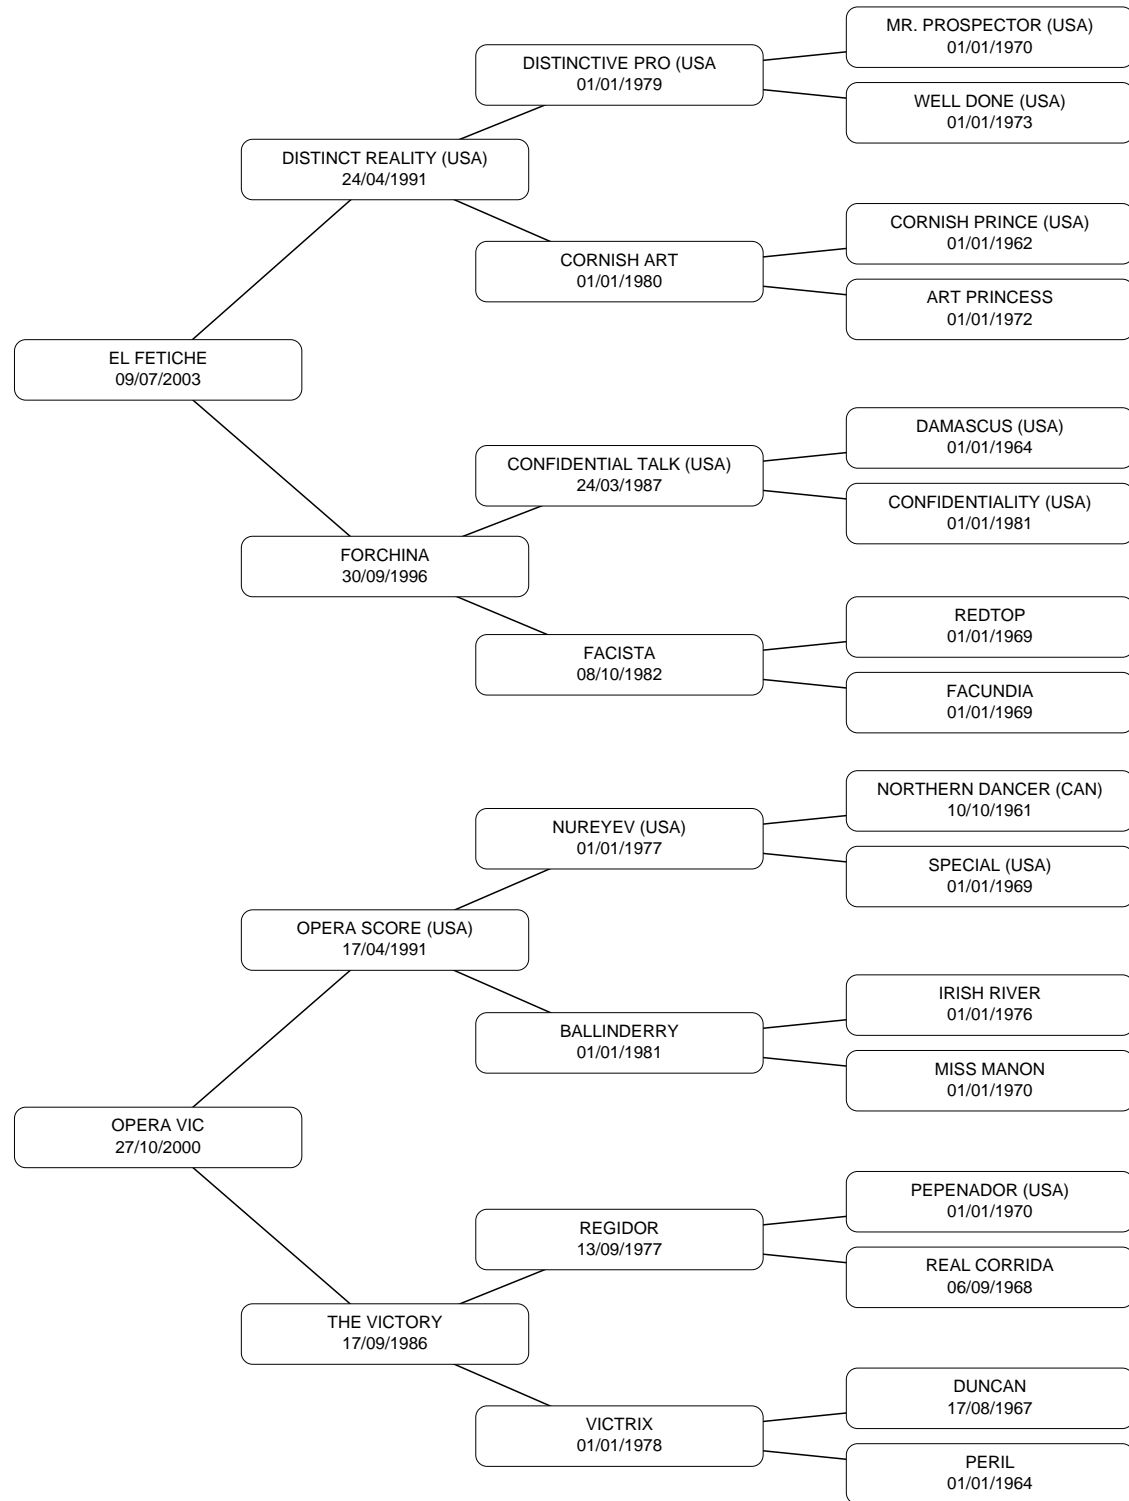 MR. PROSPECTOR (USA)
01/01/1970
DISTINCTIVE PRO (USA
01/01/1979
WELL DONE (USA)
01/01/1973
DISTINCT REALITY (USA)
24/04/1991
CORNISH PRINCE (USA)
01/01/1962
CORNISH ART
01/01/1980
ART PRINCESS
01/01/1972
EL FETICHE
09/07/2003
DAMASCUS (USA)
01/01/1964
CONFIDENTIAL TALK (USA)
24/03/1987
CONFIDENTIALITY (USA)
01/01/1981
FORCHINA
30/09/1996
REDTOP
01/01/1969
FACISTA
08/10/1982
FACUNDIA
01/01/1969
NORTHERN DANCER (CAN)
10/10/1961
NUREYEV (USA)
01/01/1977
SPECIAL (USA)
01/01/1969
OPERA SCORE (USA)
17/04/1991
IRISH RIVER
01/01/1976
BALLINDERRY
01/01/1981
MISS MANON
01/01/1970
OPERA VIC
27/10/2000
PEPENADOR (USA)
01/01/1970
REGIDOR
13/09/1977
REAL CORRIDA
06/09/1968
THE VICTORY
17/09/1986
DUNCAN
17/08/1967
VICTRIX
01/01/1978
PERIL
01/01/1964